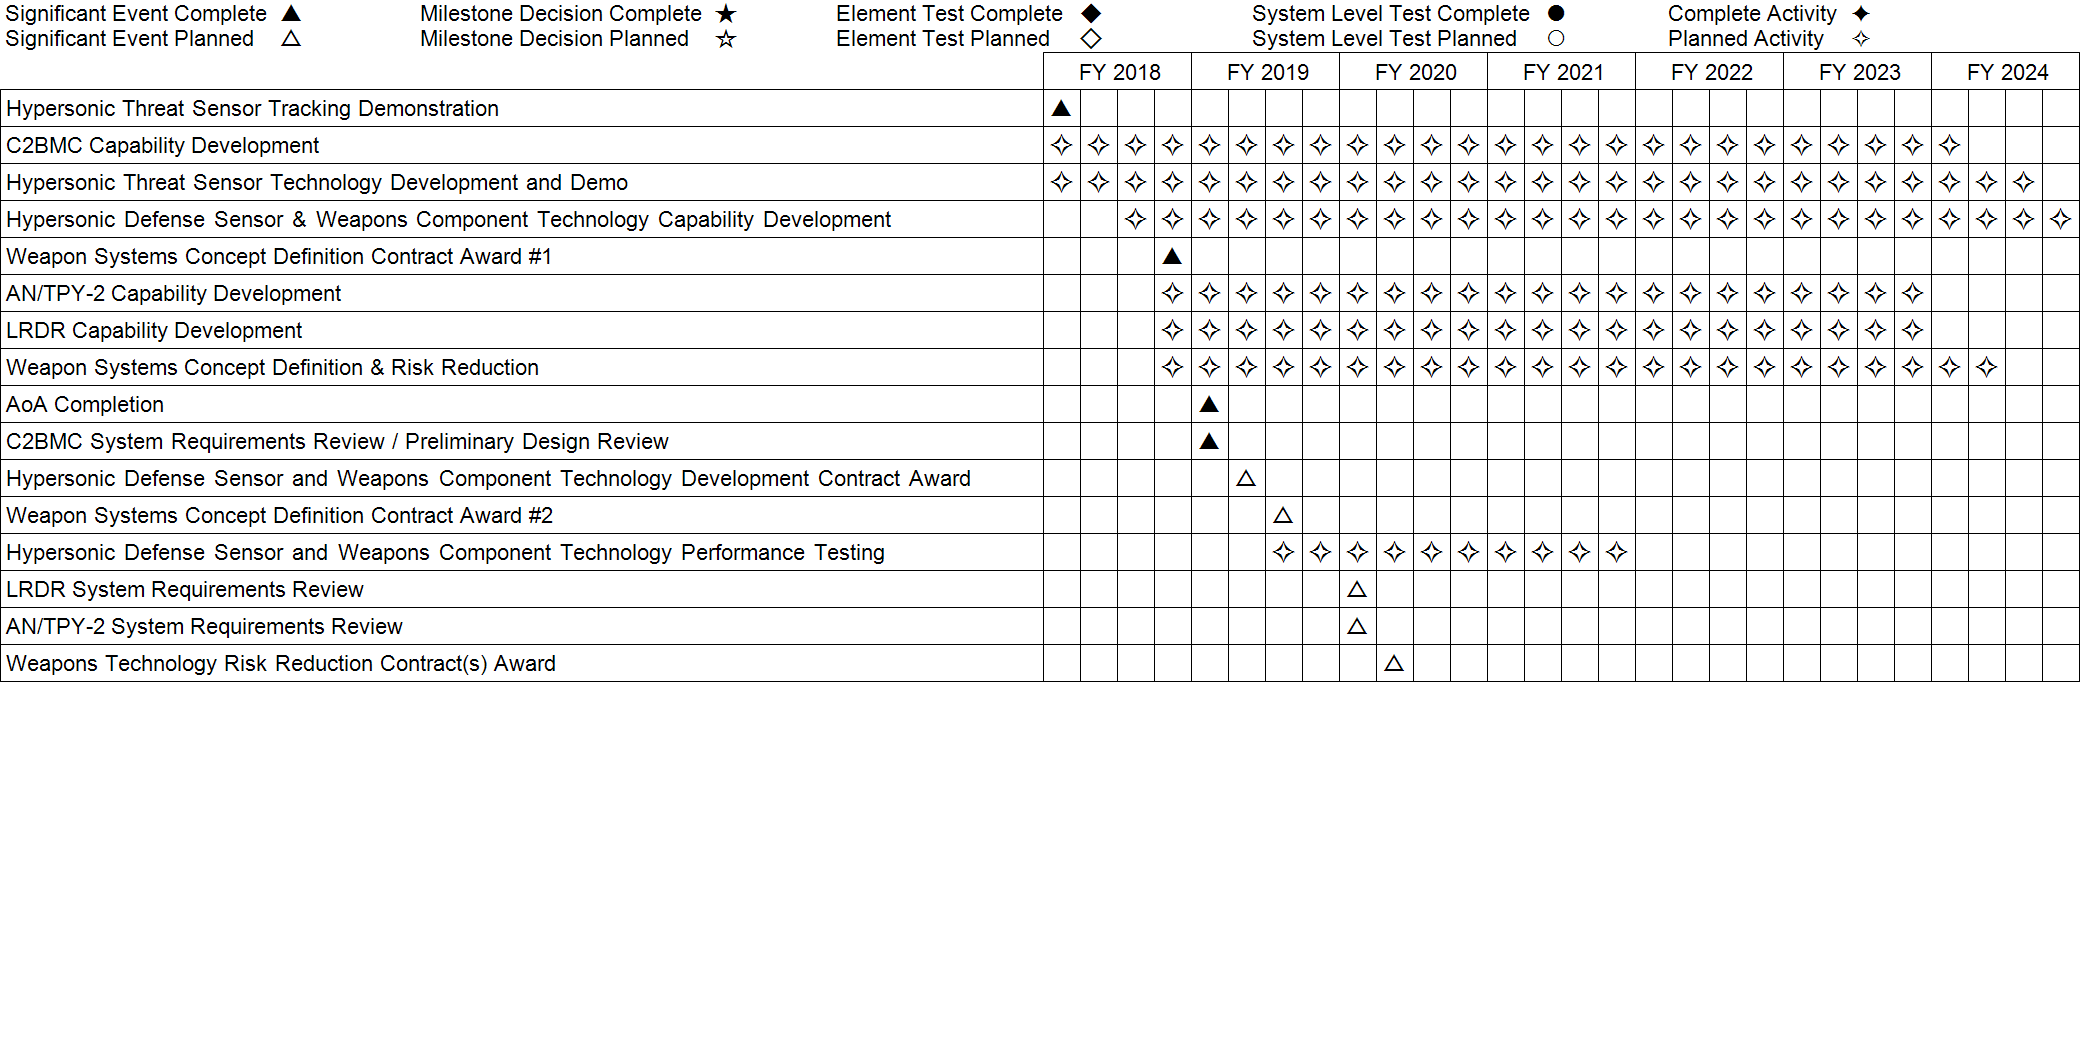 Significant Event Complete ▲ Milestone Decision Complete ★ Element Test Complete ◆ System Level Test Complete ● Complete Activity ✦
Significant Event Planned △ Milestone Decision Planned ☆ Element Test Planned ◇ System Level Test Planned ○ Planned Activity ✧
FY 2018 FY 2019 FY 2020 FY 2021 FY 2022 FY 2023 FY 2024
Hypersonic Threat Sensor Tracking Demonstration
C2BMC Capability Development
Hypersonic Threat Sensor Technology Development and Demo
Hypersonic Defense Sensor & Weapons Component Technology Capability Development
Weapon Systems Concept Definition Contract Award #1
AN/TPY-2 Capability Development
LRDR Capability Development
Weapon Systems Concept Definition & Risk Reduction
AoA Completion
C2BMC System Requirements Review / Preliminary Design Review
Hypersonic Defense Sensor and Weapons Component Technology Development Contract Award
Weapon Systems Concept Definition Contract Award #2
Hypersonic Defense Sensor and Weapons Component Technology Performance Testing
LRDR System Requirements Review
AN/TPY-2 System Requirements Review
Weapons Technology Risk Reduction Contract(s) Award